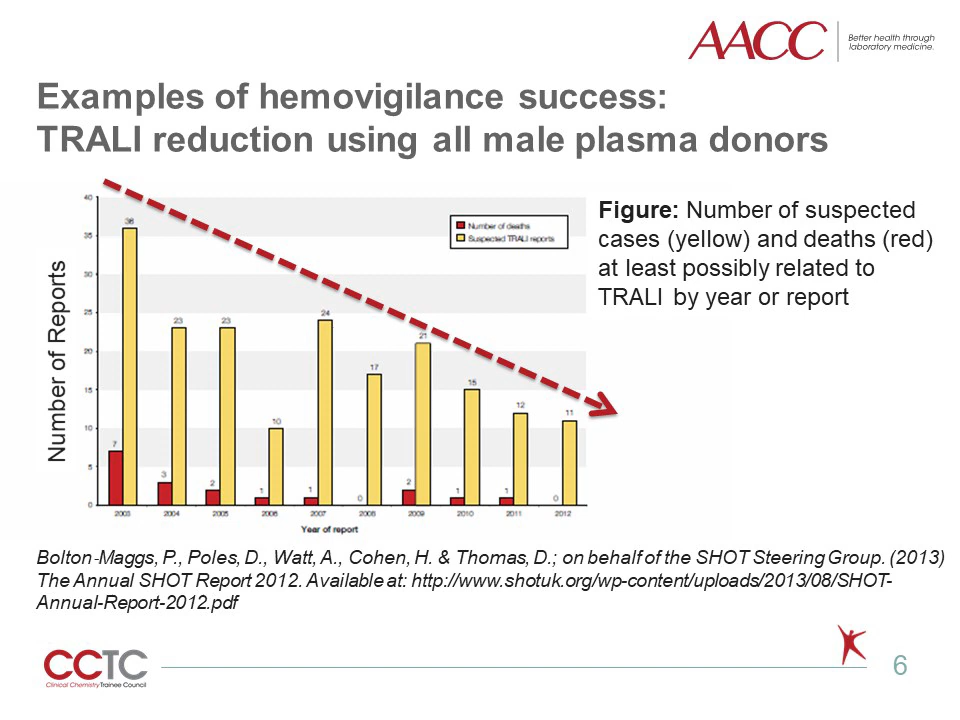 AACC
Better health through
laboratory medicine.
Examples of hemovigilance success:
TRALI reduction using all male plasma donors
40
35
30
25
20
15
10
5
0
Number of Reports
36
7
23
3
23
2
10
1
24
1
17
0
21
2
15
1
12
1
11
0
Number of deaths
Suspected TRALI reports
2003 2004 2005 2006 2007 2008 2009 2010 2011 2012
Year of report
Figure: Number of suspected
cases (yellow) and deaths (red)
at least possibly related to
TRALI by year or report
Bolton-Maggs, P., Poles, D., Watt, A., Cohen, H. & Thomas, D.; on behalf of the SHOT Steering Group. (2013)
The Annual SHOT Report 2012. Available at: http://www.shotuk.org/wp-content/uploads/2013/08/SHOT-
Annual-Report-2012.pdf
CCTC
Clinical Chemistry Trainee Council
6